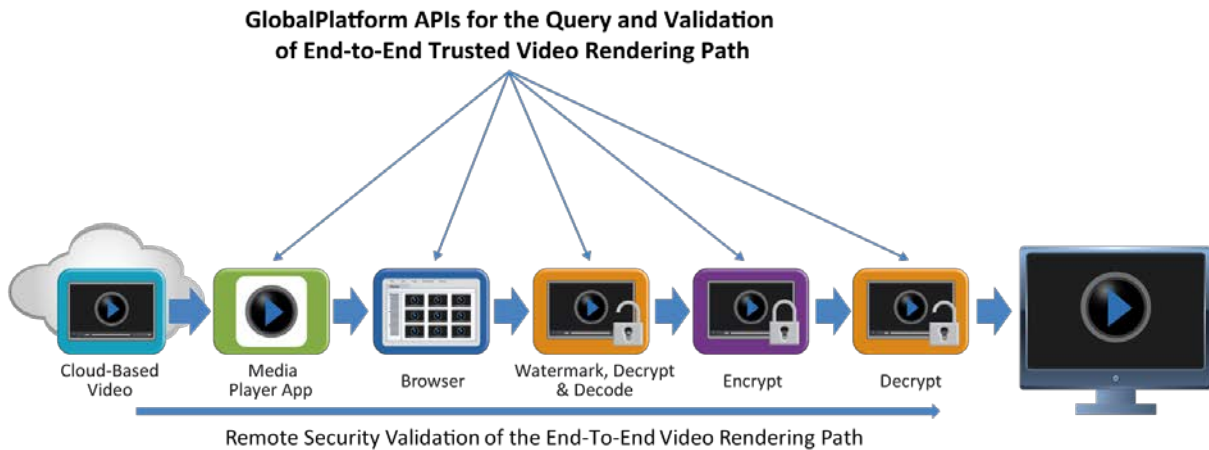 GlobalPlatform APIs for the Query and Validation
of End-to-End Trusted Video Rendering Path
Cloud-Based
Video
Media
Player App
Browser
Watermark, Decrypt
& Decode
Encrypt
Decrypt
Remote Security Validation of the End-To-End Video Rendering Path